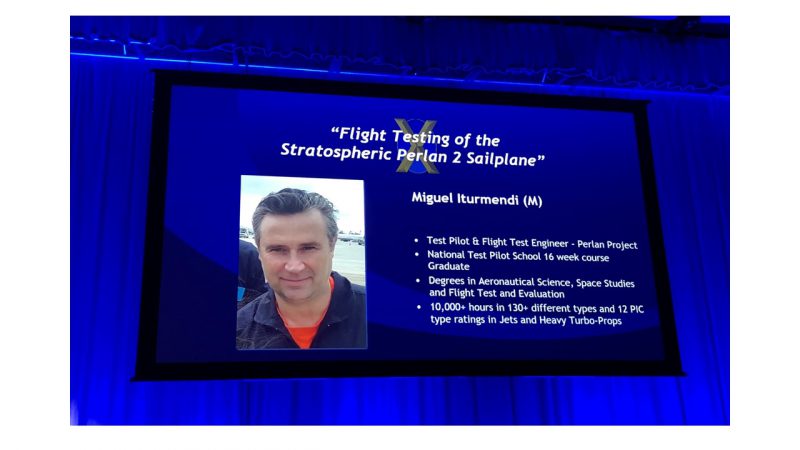 “Flight Testing of the
Stratospheric Perlan 2 Sailplane”
Miguel Iturmendi (M)
• Test Pilot & Flight Test Engineer - Perlan Project
• National Test Pilot School 16 week course
Graduate
• Degrees in Aeronautical Science, Space Studies
and Flight Test and Evaluation
• 10,000+ hours in 130+ different types and 12 PIC
type ratings in Jets and Heavy Turbo-Props